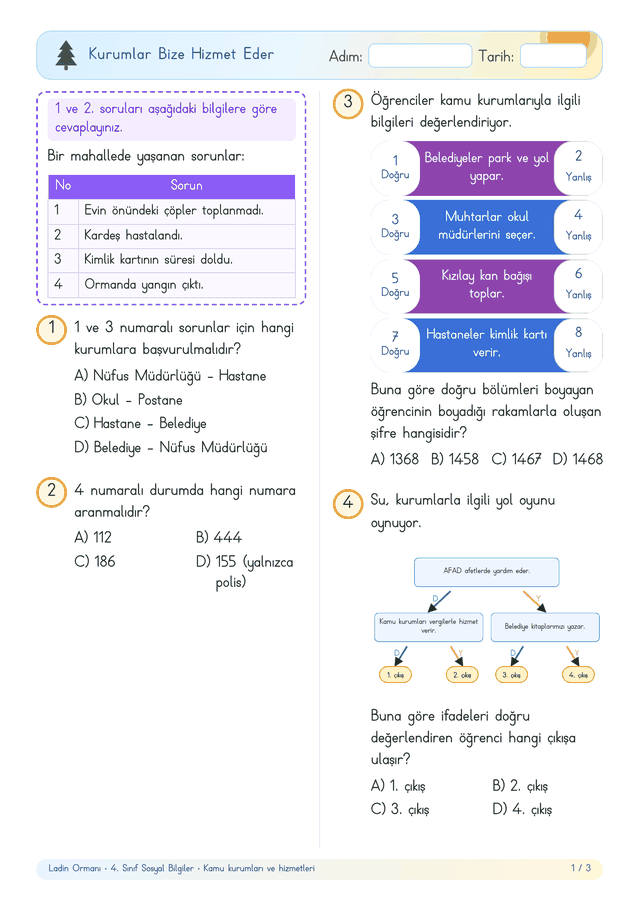 Kurumlar Bize Hizmet Eder
Adım:
Tarih:
1 ve 2. soruları aşağıdaki bilgilere göre
cevaplayınız.
Bir mahallede yaşanan sorunlar:
No Sorun
1 Evin önündeki çöpler toplanmadı.
2 Kardeş hastalandı.
3 Kimlik kartının süresi doldu.
4 Ormanda yangın çıktı.
1 1 ve 3 numaralı sorunlar için hangi
kurumlara başvurulmalıdır?
A) Nüfus Müdürlüğü - Hastane
B) Okul - Postane
C) Hastane - Belediye
D) Belediye - Nüfus Müdürlüğü
2 4 numaralı durumda hangi numara
aranmalıdır?
A) 112 B) 444
C) 186 D) 155 (yalnızca
polis)
3 Öğrenciler kamu kurumlarıyla ilgili
bilgileri değerlendiriyor.
1 Doğru Belediyeler park ve yol yapar. 2 Yanlış
3 Doğru Muhtarlar okul müdürlerini seçer. 4 Yanlış
5 Doğru Kızılay kan bağışı toplar. 6 Yanlış
7 Doğru Hastaneler kimlik kartı verir. 8 Yanlış
Buna göre doğru bölümleri boyayan
öğrencinin boyadığı rakamlarla oluşan
şifre hangisidir?
A) 1368 B) 1458 C) 1467 D) 1468
4 Su, kurumlarla ilgili yol oyunu
oynuyor.
AFAD afetlerde yardım eder.
D Y
Kamu kurumları vergilerle hizmet
verir.
Belediye kitaplarımızı yazar.
D Y D Y
1. çıkış 2. çıkış 3. çıkış 4. çıkış
Buna göre ifadeleri doğru
değerlendiren öğrenci hangi çıkışa
ulaşır?
A) 1. çıkış B) 2. çıkış
C) 3. çıkış D) 4. çıkış
Ladin Ormanı • 4. Sınıf Sosyal Bilgiler • Kamu kurumları ve hizmetleri
1 / 3